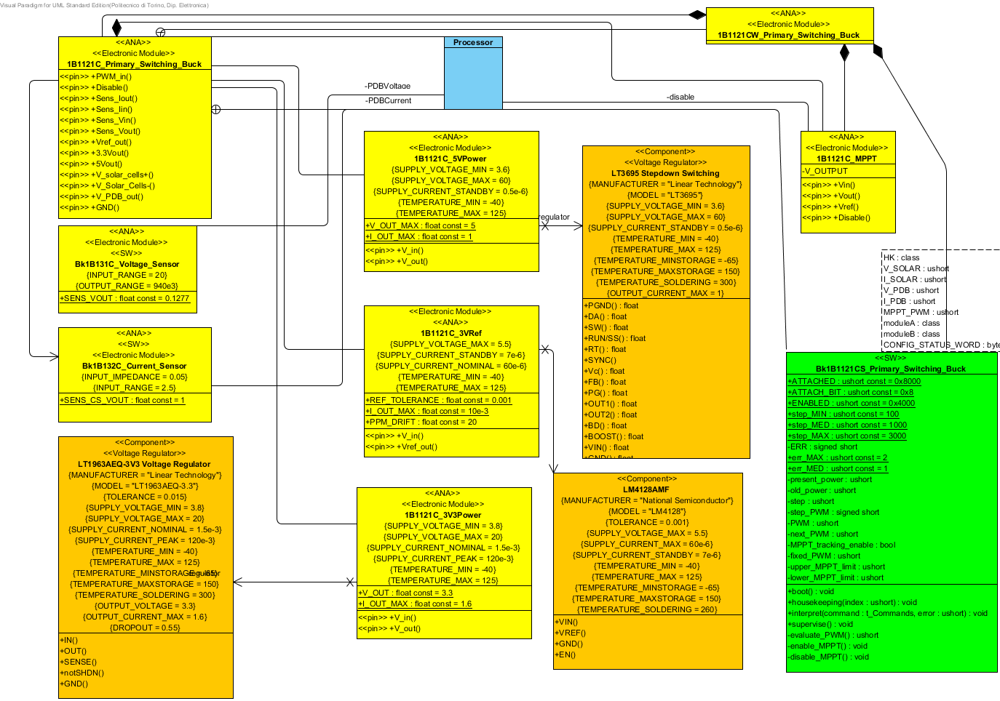 Visual Paradigm for UML Standard Edition(Politecnico di Torino, Dip. Elettronica)
<<ANA>>
<<Electronic Module>>
1B1121CW_Primary_Switching_Buck
<<ANA>>
<<Electronic Module>>
1B1121C_Primary_Switching_Buck
<<pin>> +PWM_in()
<<pin>> +Disable()
<<pin>> +Sens_Iout()
<<pin>> +Sens_Iin()
<<pin>> +Sens_Vin()
<<pin>> +Sens_Vout()
<<pin>> +Vref_out()
<<pin>> +3.3Vout()
<<pin>> +5Vout()
<<pin>> +V_solar_cells+()
<<pin>> +V_Solar_Cells-()
<<pin>> +V_PDB_out()
<<pin>> +GND()
Processor
-PDBVoltage
-PDBCurrent
-disable
<<ANA>>
<<Electronic Module>>
1B1121C_MPPT
-V_OUTPUT
<<pin>> +Vin()
<<pin>> +Vout()
<<pin>> +Vref()
<<pin>> +Disable()
<<ANA>>
<<Electronic Module>>
1B1121C_5VPower
{SUPPLY_VOLTAGE_MIN = 3.6}
{SUPPLY_VOLTAGE_MAX = 60}
{SUPPLY_CURRENT_STANDBY = 0.5e-6}
{TEMPERATURE_MIN = -40}
{TEMPERATURE_MAX = 125}
+V_OUT_MAX : float const = 5
+I_OUT_MAX : float const = 1
<<pin>> +V_in()
<<pin>> +V_out()
regulator
<<Component>>
<<Voltage Regulator>>
LT3695 Stepdown Switching
{MANUFACTURER = "Linear Technology"}
{MODEL = "LT3695"}
{SUPPLY_VOLTAGE_MIN = 3.6}
{SUPPLY_VOLTAGE_MAX = 60}
{SUPPLY_CURRENT_STANDBY = 0.5e-6}
{TEMPERATURE_MIN = -40}
{TEMPERATURE_MAX = 125}
{TEMPERATURE_MINSTORAGE = -65}
{TEMPERATURE_MAXSTORAGE = 150}
{TEMPERATURE_SOLDERING = 300}
{OUTPUT_CURRENT_MAX = 1}
+PGND() : float
+DA() : float
+SW() : float
+RUN/SS() : float
+RT() : float
+SYNC()
+Vc() : float
+FB() : float
+PG() : float
+OUT1() : float
+OUT2() : float
+BD() : float
+BOOST() : float
+VIN() : float
+GND() : float
<<ANA>>
<<Electronic Module>>
<<SW>>
Bk1B131C_Voltage_Sensor
{INPUT_RANGE = 20}
{OUTPUT_RANGE = 940e3}
+SENS_VOUT : float const = 0.1277
<<ANA>>
<<SW>>
<<Electronic Module>>
Bk1B132C_Current_Sensor
{INPUT_IMPEDANCE = 0.05}
{INPUT_RANGE = 2.5}
+SENS_CS_VOUT : float const = 1
<<Electronic Module>>
<<ANA>>
1B1121C_3VRef
{SUPPLY_VOLTAGE_MAX = 5.5}
{SUPPLY_CURRENT_STANDBY = 7e-6}
{SUPPLY_CURRENT_NOMINAL = 60e-6}
{TEMPERATURE_MIN = -40}
{TEMPERATURE_MAX = 125}
+REF_TOLERANCE : float const = 0.001
+I_OUT_MAX : float const = 10e-3
+PPM_DRIFT : float const = 20
<<pin>> +V_in()
<<pin>> +Vref_out()
HK : class
V_SOLAR : ushort
I_SOLAR : ushort
V_PDB : ushort
I_PDB : ushort
MPPT_PWM : ushort
moduleA : class
moduleB : class
CONFIG_STATUS_WORD : byte
<<SW>>
Bk1B1121CS_Primary_Switching_Buck
+ATTACHED : ushort const = 0x8000
+ATTACH_BIT : ushort const = 0x8
+ENABLED : ushort const = 0x4000
+step_MIN : ushort const = 100
+step_MED : ushort const = 1000
+step_MAX : ushort const = 3000
-ERR : signed short
+err_MAX : ushort const = 2
+err_MED : ushort const = 1
-present_power : ushort
-old_power : ushort
-step : ushort
-step_PWM : signed short
-PWM : ushort
-next_PWM : ushort
-MPPT_tracking_enable : bool
-fixed_PWM : ushort
-upper_MPPT_limit : ushort
-lower_MPPT_limit : ushort
+boot() : void
+housekeeping(index : ushort) : void
+interpret(command : t_Commands, error : ushort) : void
+supervise() : void
-evaluate_PWM() : ushort
-enable_MPPT() : void
-disable_MPPT() : void
<<Component>>
<<Voltage Regulator>>
LT1963AEQ-3V3 Voltage Regulator
{MANUFACTURER = "Linear Technology"}
{MODEL = "LT1963AEQ-3.3"}
{TOLERANCE = 0.015}
{SUPPLY_VOLTAGE_MIN = 3.8}
{SUPPLY_VOLTAGE_MAX = 20}
{SUPPLY_CURRENT_NOMINAL = 1.5e-3}
{SUPPLY_CURRENT_PEAK = 120e-3}
{TEMPERATURE_MIN = -40}
{TEMPERATURE_MAX = 125}
{TEMPERATURE_MINSTORAGE = -65}
regulator
{TEMPERATURE_MAXSTORAGE = 150}
{TEMPERATURE_SOLDERING = 300}
{OUTPUT_VOLTAGE = 3.3}
{OUTPUT_CURRENT_MAX = 1.6}
{DROPOUT = 0.55}
+IN()
+OUT()
+SENSE()
+notSHDN()
+GND()
<<ANA>>
<<Electronic Module>>
1B1121C_3V3Power
{SUPPLY_VOLTAGE_MIN = 3.8}
{SUPPLY_VOLTAGE_MAX = 20}
{SUPPLY_CURRENT_NOMINAL = 1.5e-3}
{SUPPLY_CURRENT_PEAK = 120e-3}
{TEMPERATURE_MIN = -40}
{TEMPERATURE_MAX = 125}
+V_OUT : float const = 3.3
+I_OUT_MAX : float const = 1.6
<<pin>> +V_in()
<<pin>> +V_out()
<<Component>>
LM4128AMF
{MANUFACTURER = "National Semiconductor"}
{MODEL = "LM4128"}
{TOLERANCE = 0.001}
{SUPPLY_VOLTAGE_MAX = 5.5}
{SUPPLY_CURRENT_MAX = 60e-6}
{SUPPLY_CURRENT_STANDBY = 7e-6}
{TEMPERATURE_MIN = -40}
{TEMPERATURE_MAX = 125}
{TEMPERATURE_MINSTORAGE = -65}
{TEMPERATURE_MAXSTORAGE = 150}
{TEMPERATURE_SOLDERING = 260}
+VIN()
+VREF()
+GND()
+EN()